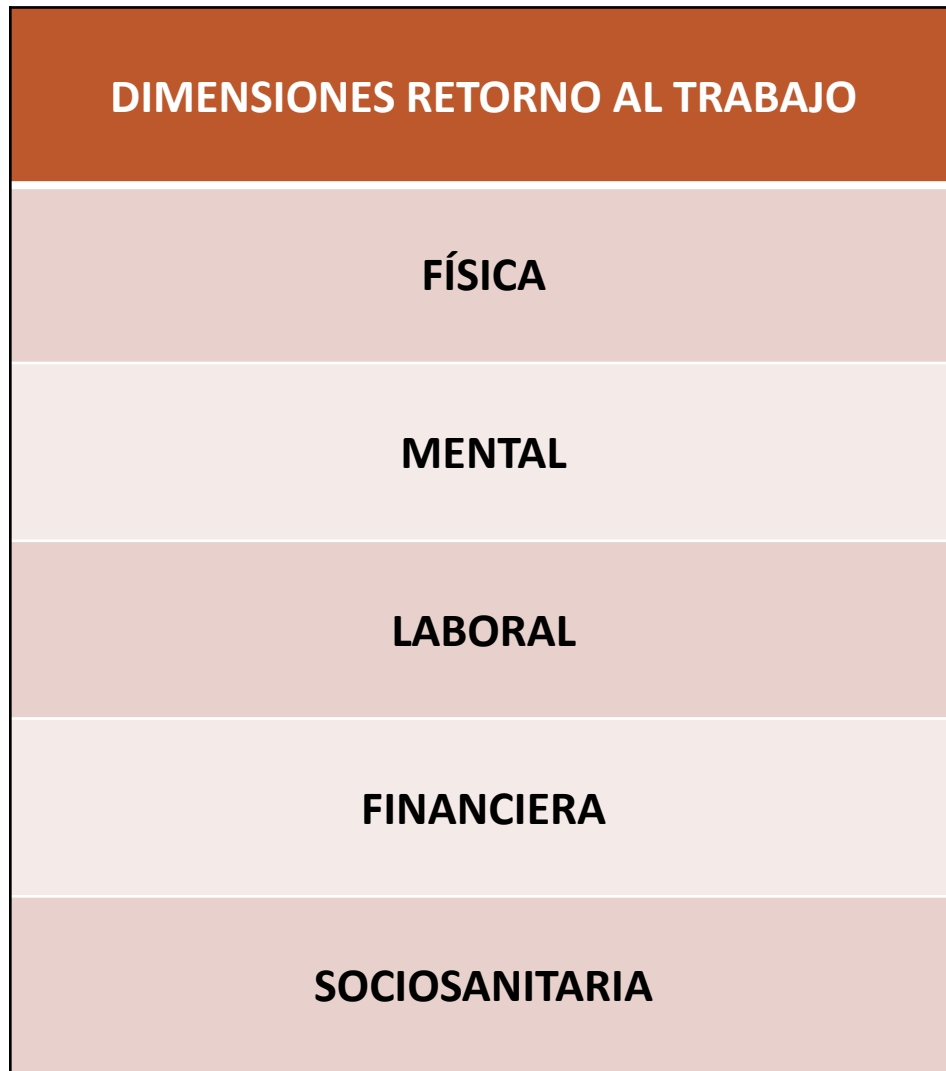 DIMENSIONES RETORNO AL TRABAJO
FÍSICA
MENTAL
LABORAL
FINANCIERA
SOCIOSANITARIA